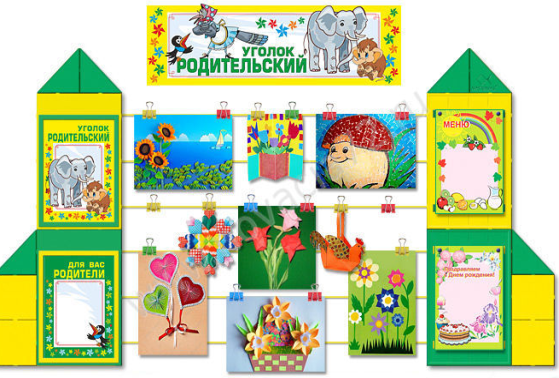 УГОЛОК
РОДИТЕЛЬСКИЙ
УГОЛОК
РОДИТЕЛЬСКИЙ
МЕНЮ
ДЛЯ ВАС
РОДИТЕЛИ
Поздравляем
с Днем рождения!